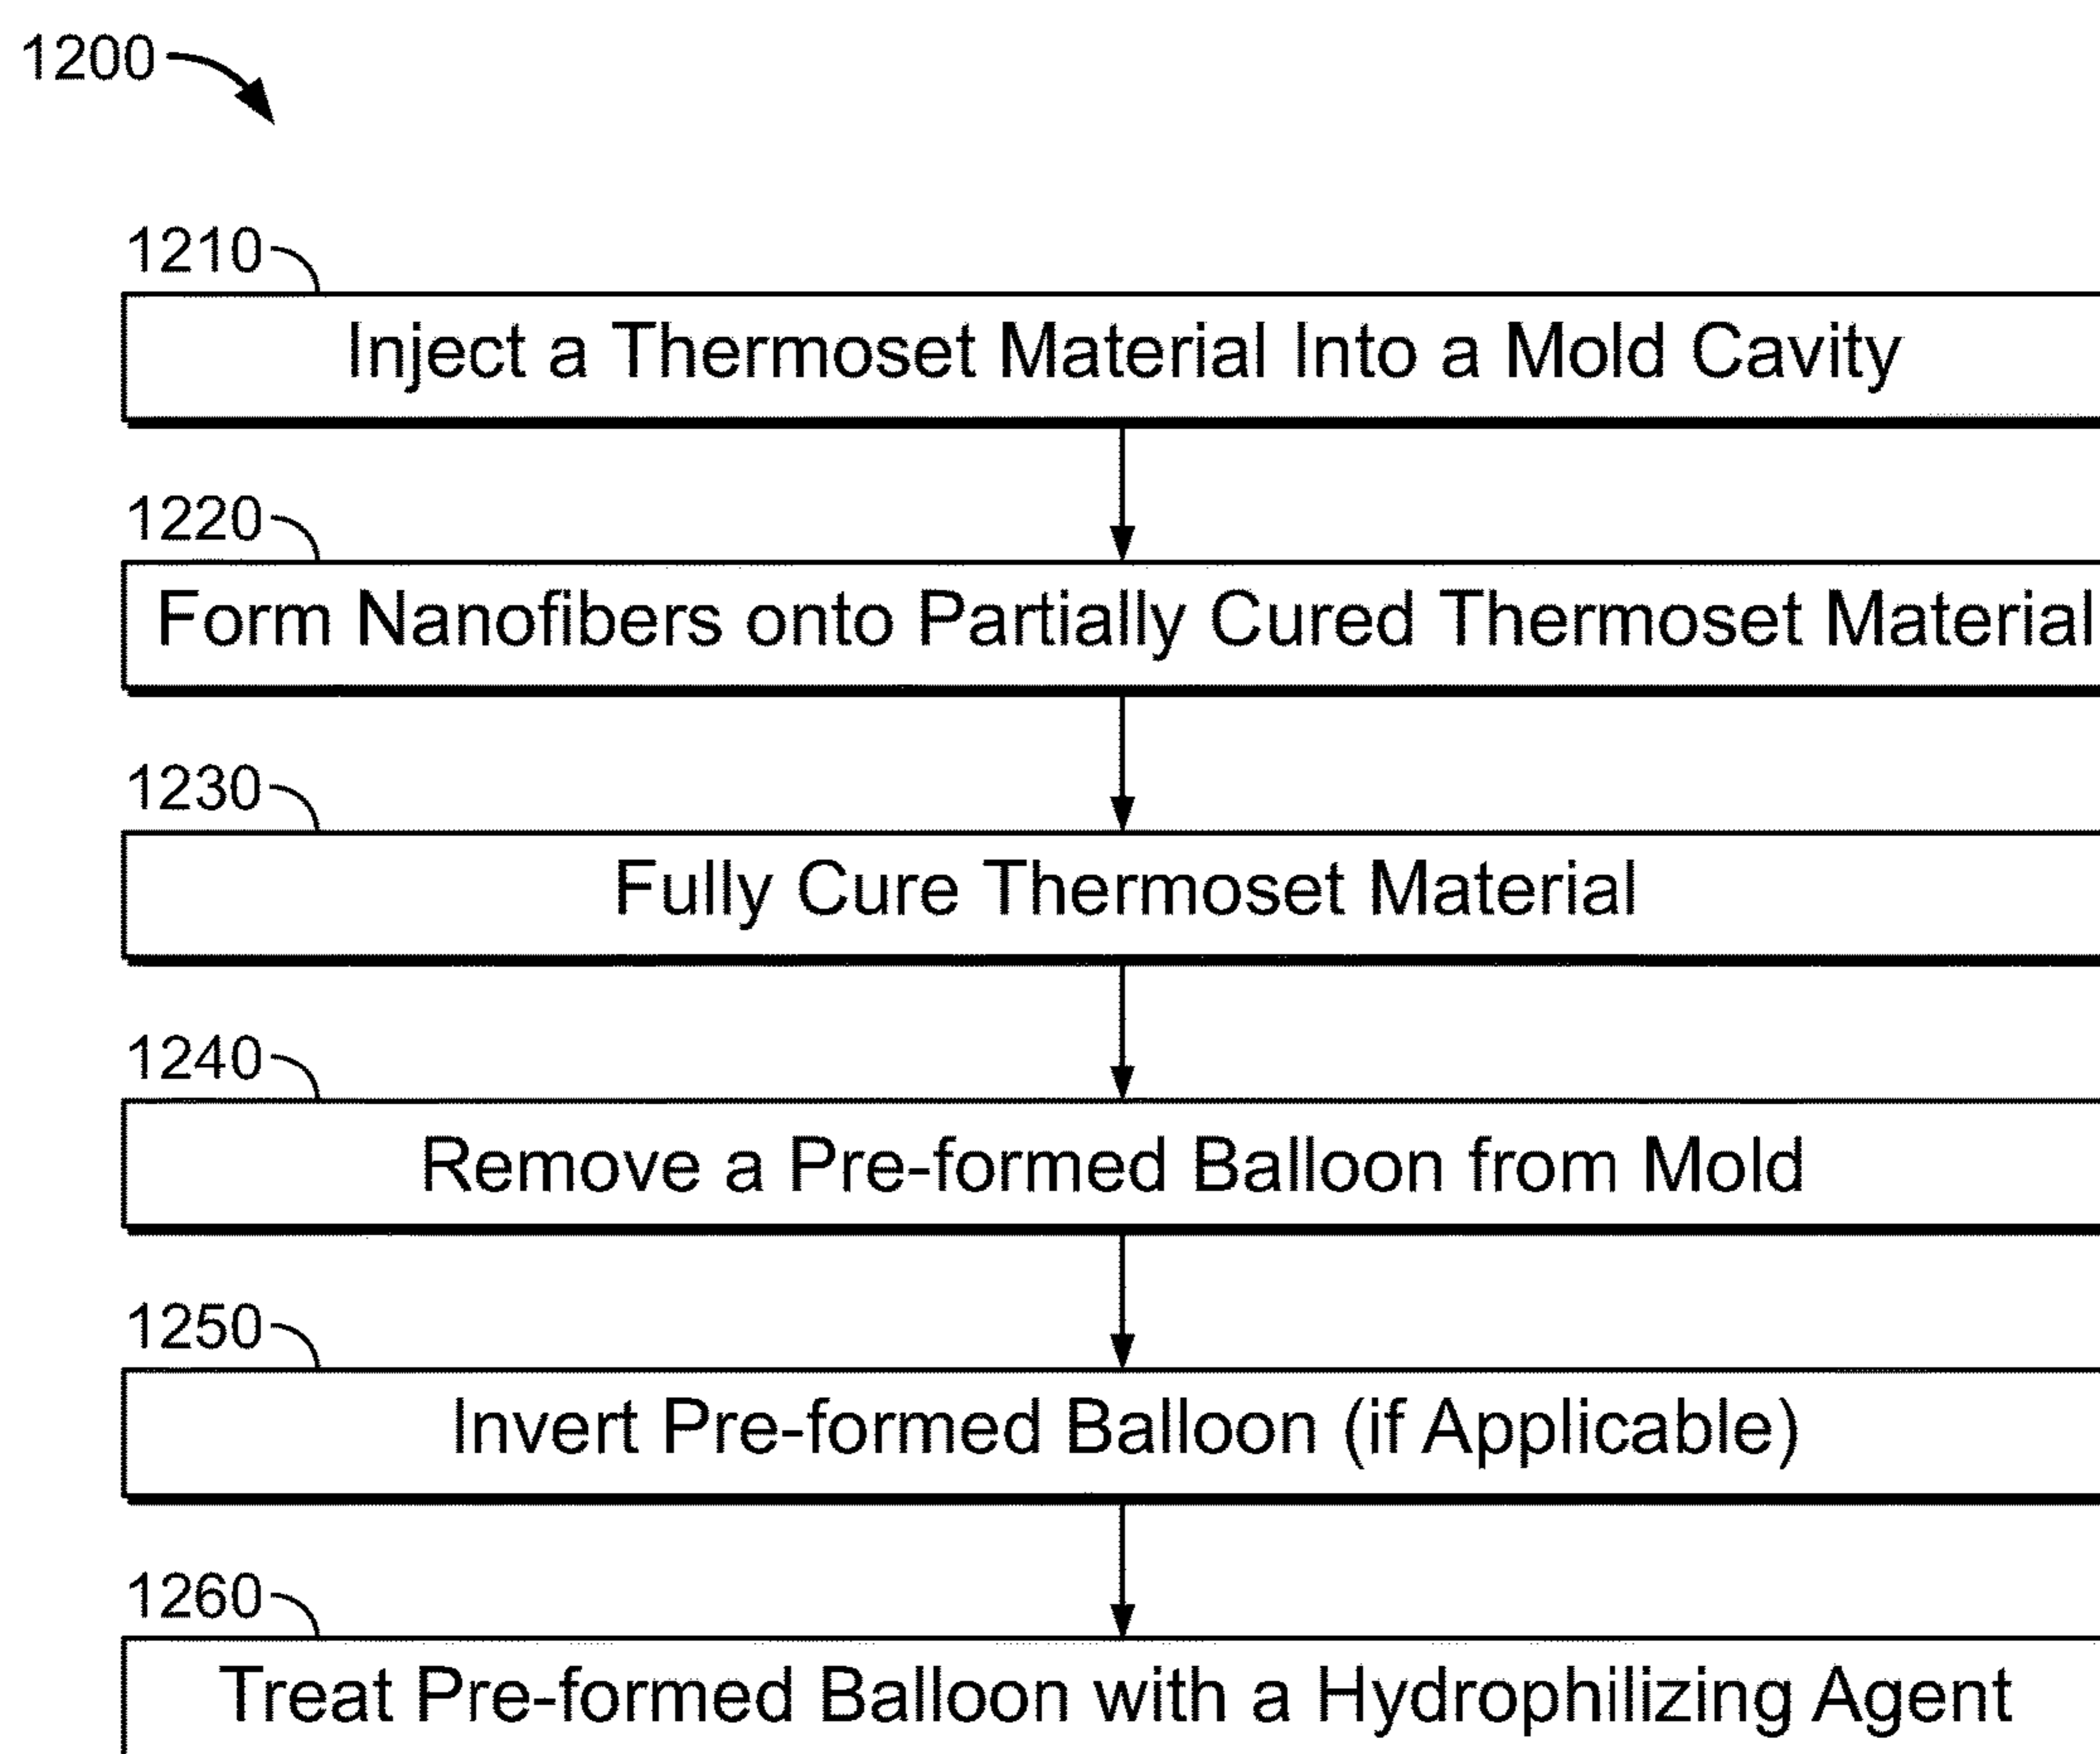 1200
1210
Inject a Thermoset Material Into a Mold Cavity
1220
Form Nanofibers onto Partially Cured Thermoset Material
1230
Fully Cure Thermoset Material
1240
Remove a Pre-formed Balloon from Mold
1250
Invert Pre-formed Balloon (if Applicable)
1260
Treat Pre-formed Balloon with a Hydrophilizing Agent